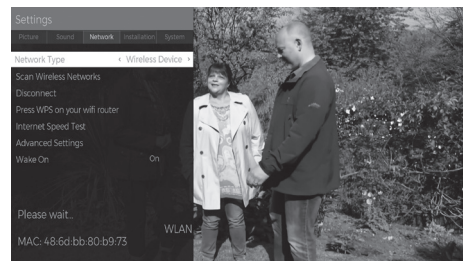 Settings
Picture Sound Network Installation System
Network Type Wireless Device
Scan Wireless Networks
Disconnect
Press WPS on your wifi router
Internet Speed Test
Advanced Settings
Wake On On
Please wait...
WLAN
MAC: 48:6d:bb:80:b9:73